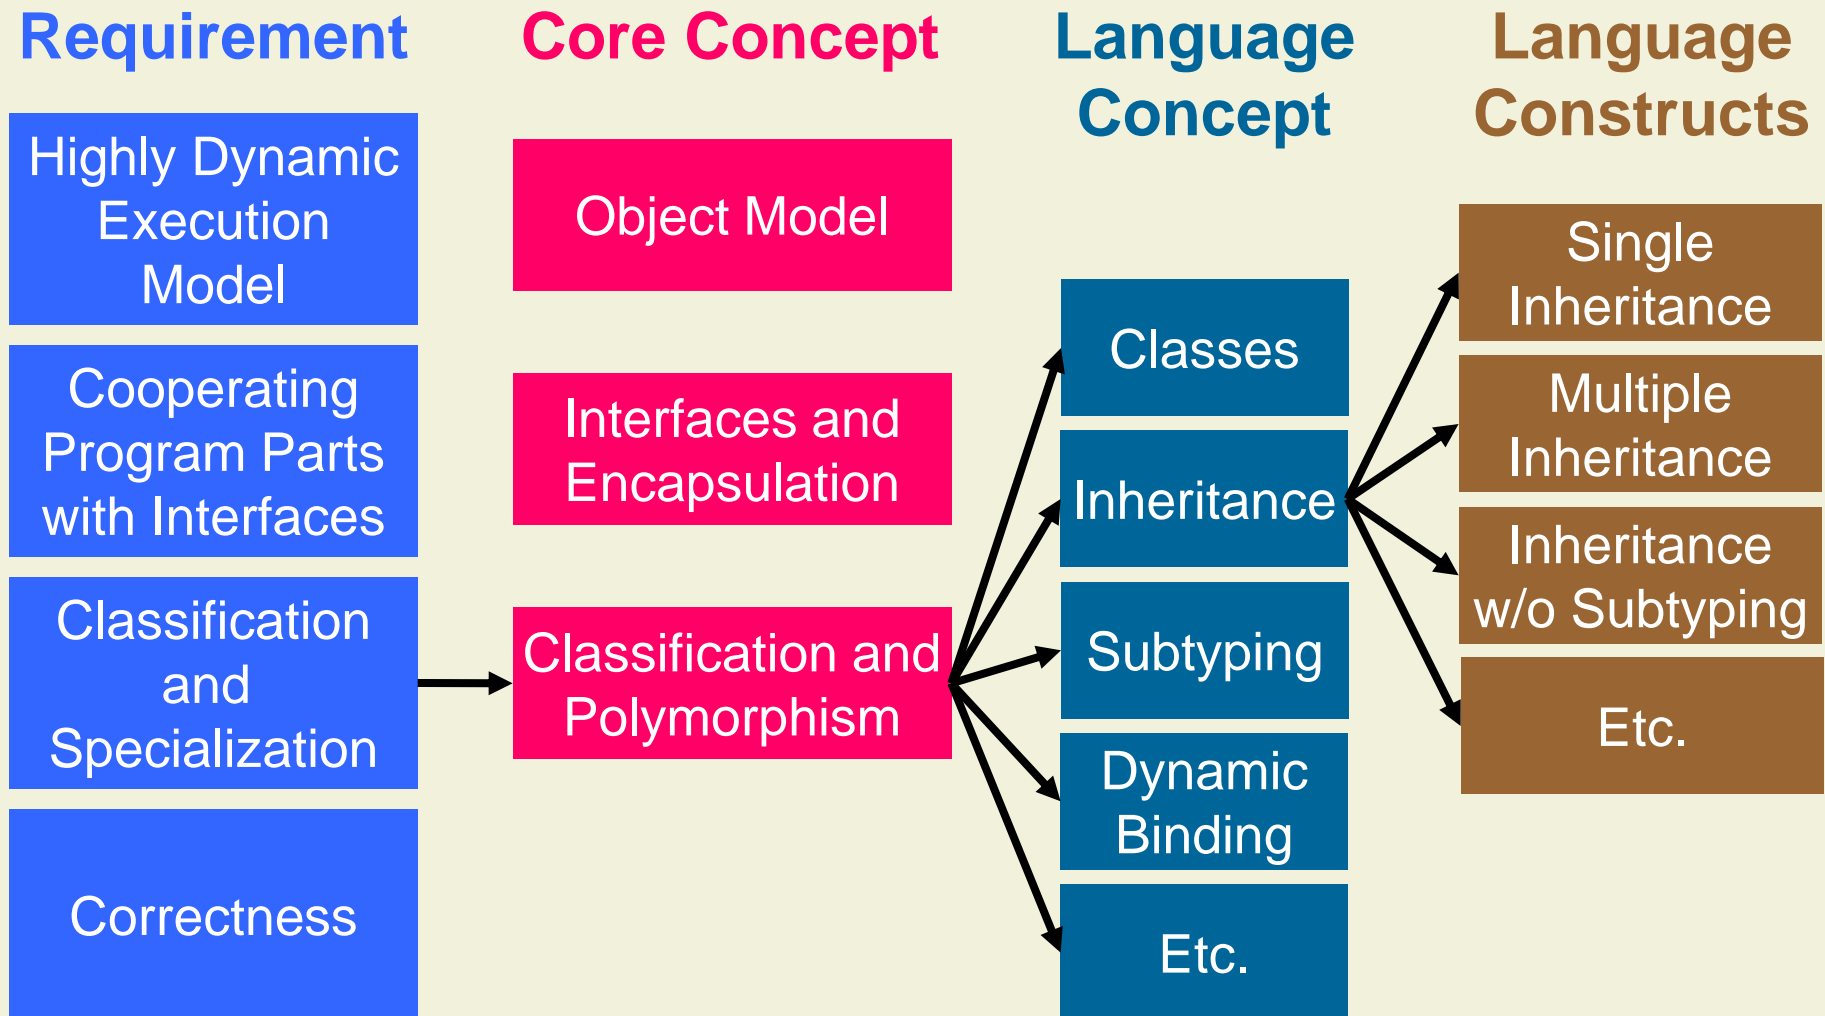 Requirement
Core Concept
Language
Concept
Language
Constructs
Highly Dynamic
Execution
Model
Cooperating
Program Parts
with Interfaces
Classification
and
Specialization
Correctness
Object Model
Interfaces and
Encapsulation
Classification and
Polymorphism
Classes
Inheritance
Subtyping
Dynamic
Binding
Etc.
Single
Inheritance
Multiple
Inheritance
Inheritance
w/o Subtyping
Etc.